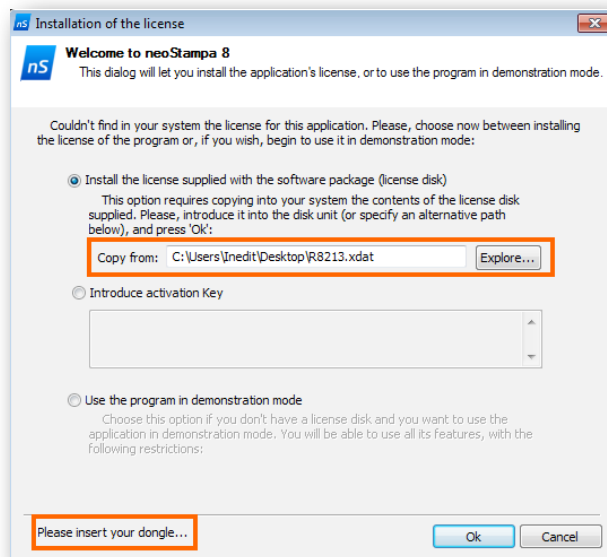 nS Installation of the license
nS
Welcome to neoStampa 8
This dialog will let you install the application's license, or to use the program in demonstration mode.
Couldn't find in your system the license for this application. Please, choose now between installing
the license of the program or, if you wish, begin to use it in demonstration mode:
Install the license supplied with the software package (license disk)
This option requires copying into your system the contents of the license disk
supplied. Please, introduce it into the disk unit (or specify an alternative path
below), and press 'Ok':
Copy from: C:\Users\Inedit\Desktop\R8213.xdat Explore...
Introduce activation Key
Use the program in demonstration mode
Choose this option if you don't have a license disk and you want to use the
application in demonstration mode. You will be able to use all its features, with the
following restrictions:
Please insert your dongle...
Ok Cancel